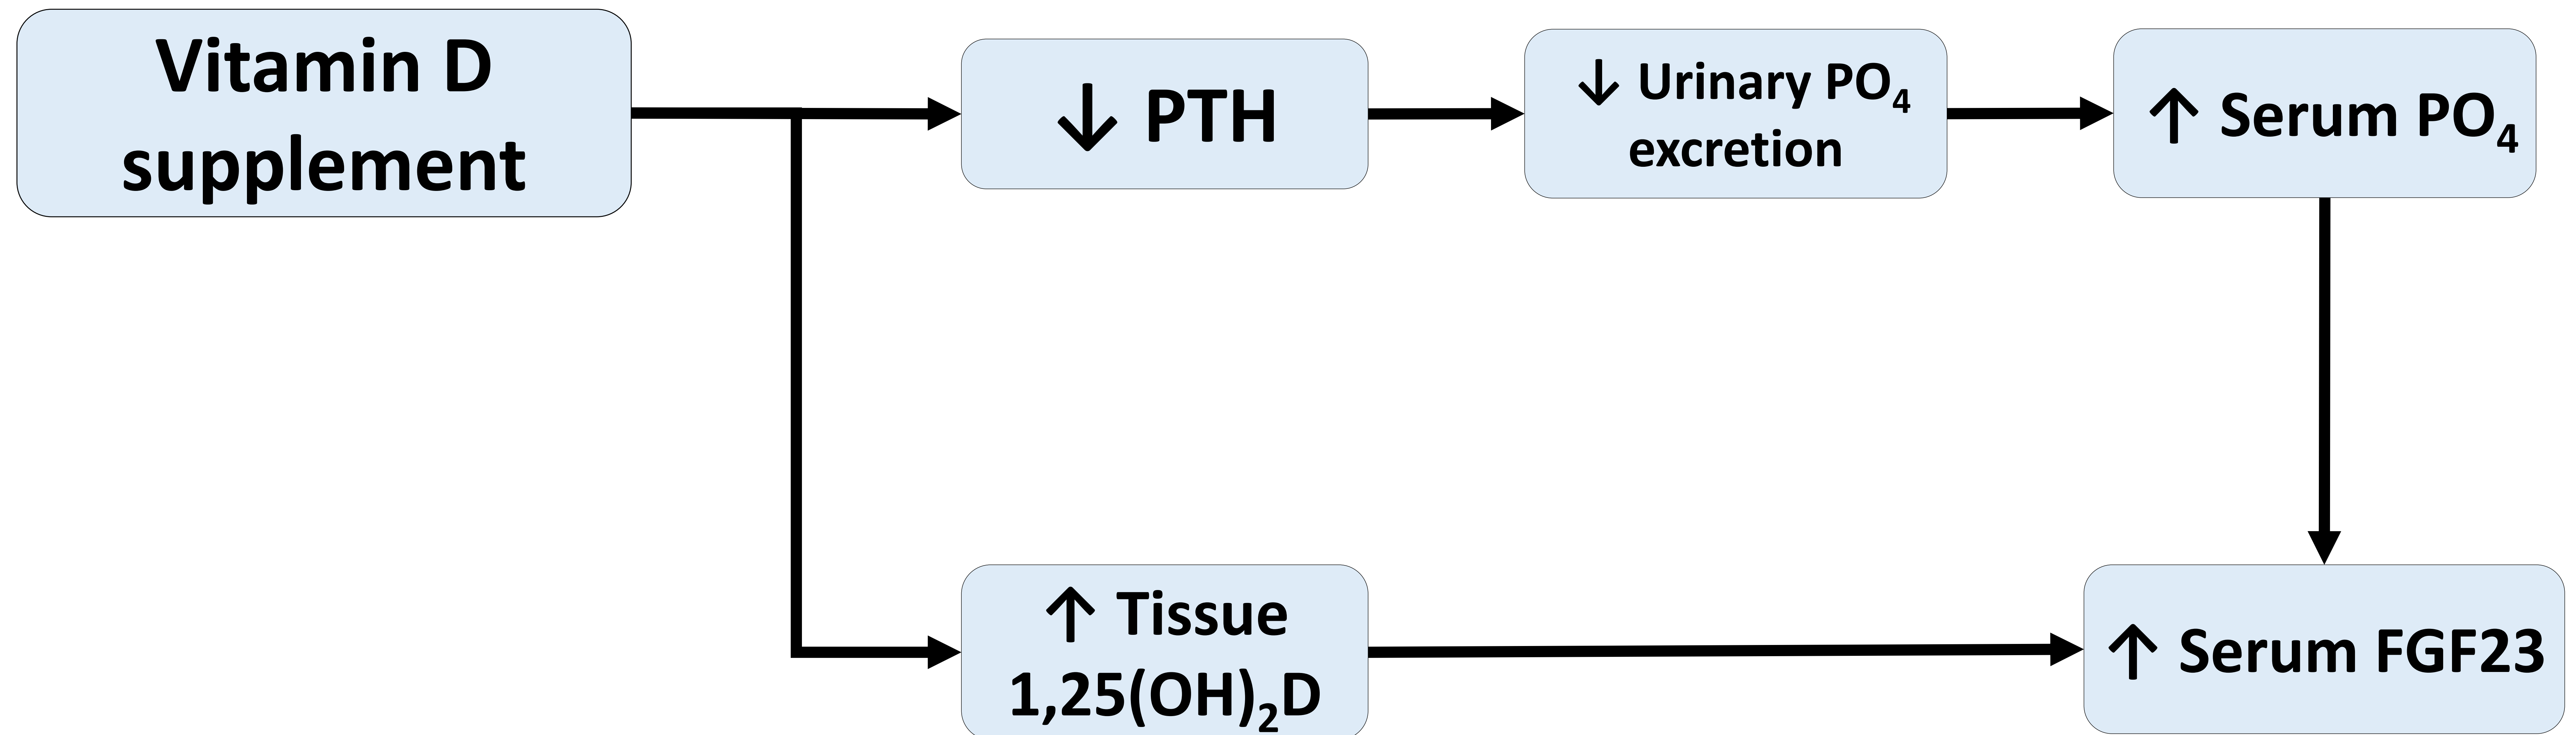 Vitamin D
supplement
↓ PTH
↓ Urinary PO₄
excretion
↑ Serum PO₄
↑ Tissue
1,25(OH)₂D
↑ Serum FGF23